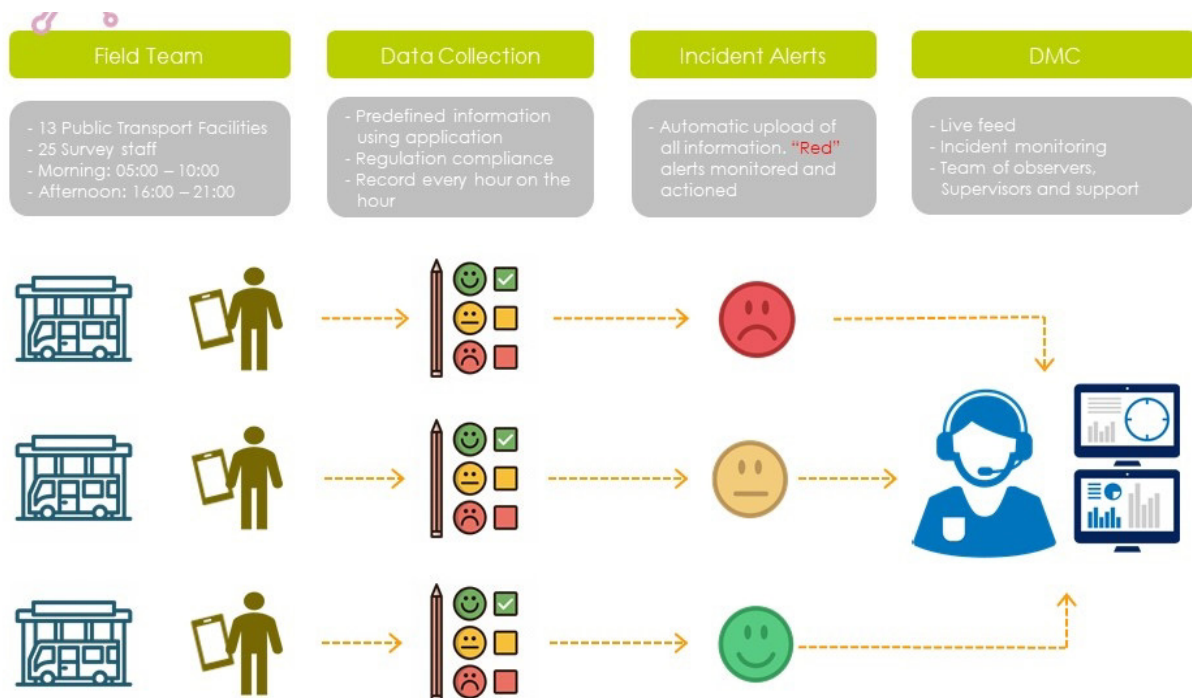 Field Team
Data Collection
Incident Alerts
DMC
- 13 Public Transport Facilities
- 25 Survey staff
- Morning: 05:00 – 10:00
- Afternoon: 16:00 – 21:00
- Predefined information
using application
- Regulation compliance
- Record every hour on the
hour
- Automatic upload of
all information. “Red”
alerts monitored and
actioned
- Live feed
- Incident monitoring
- Team of observers,
Supervisors and support